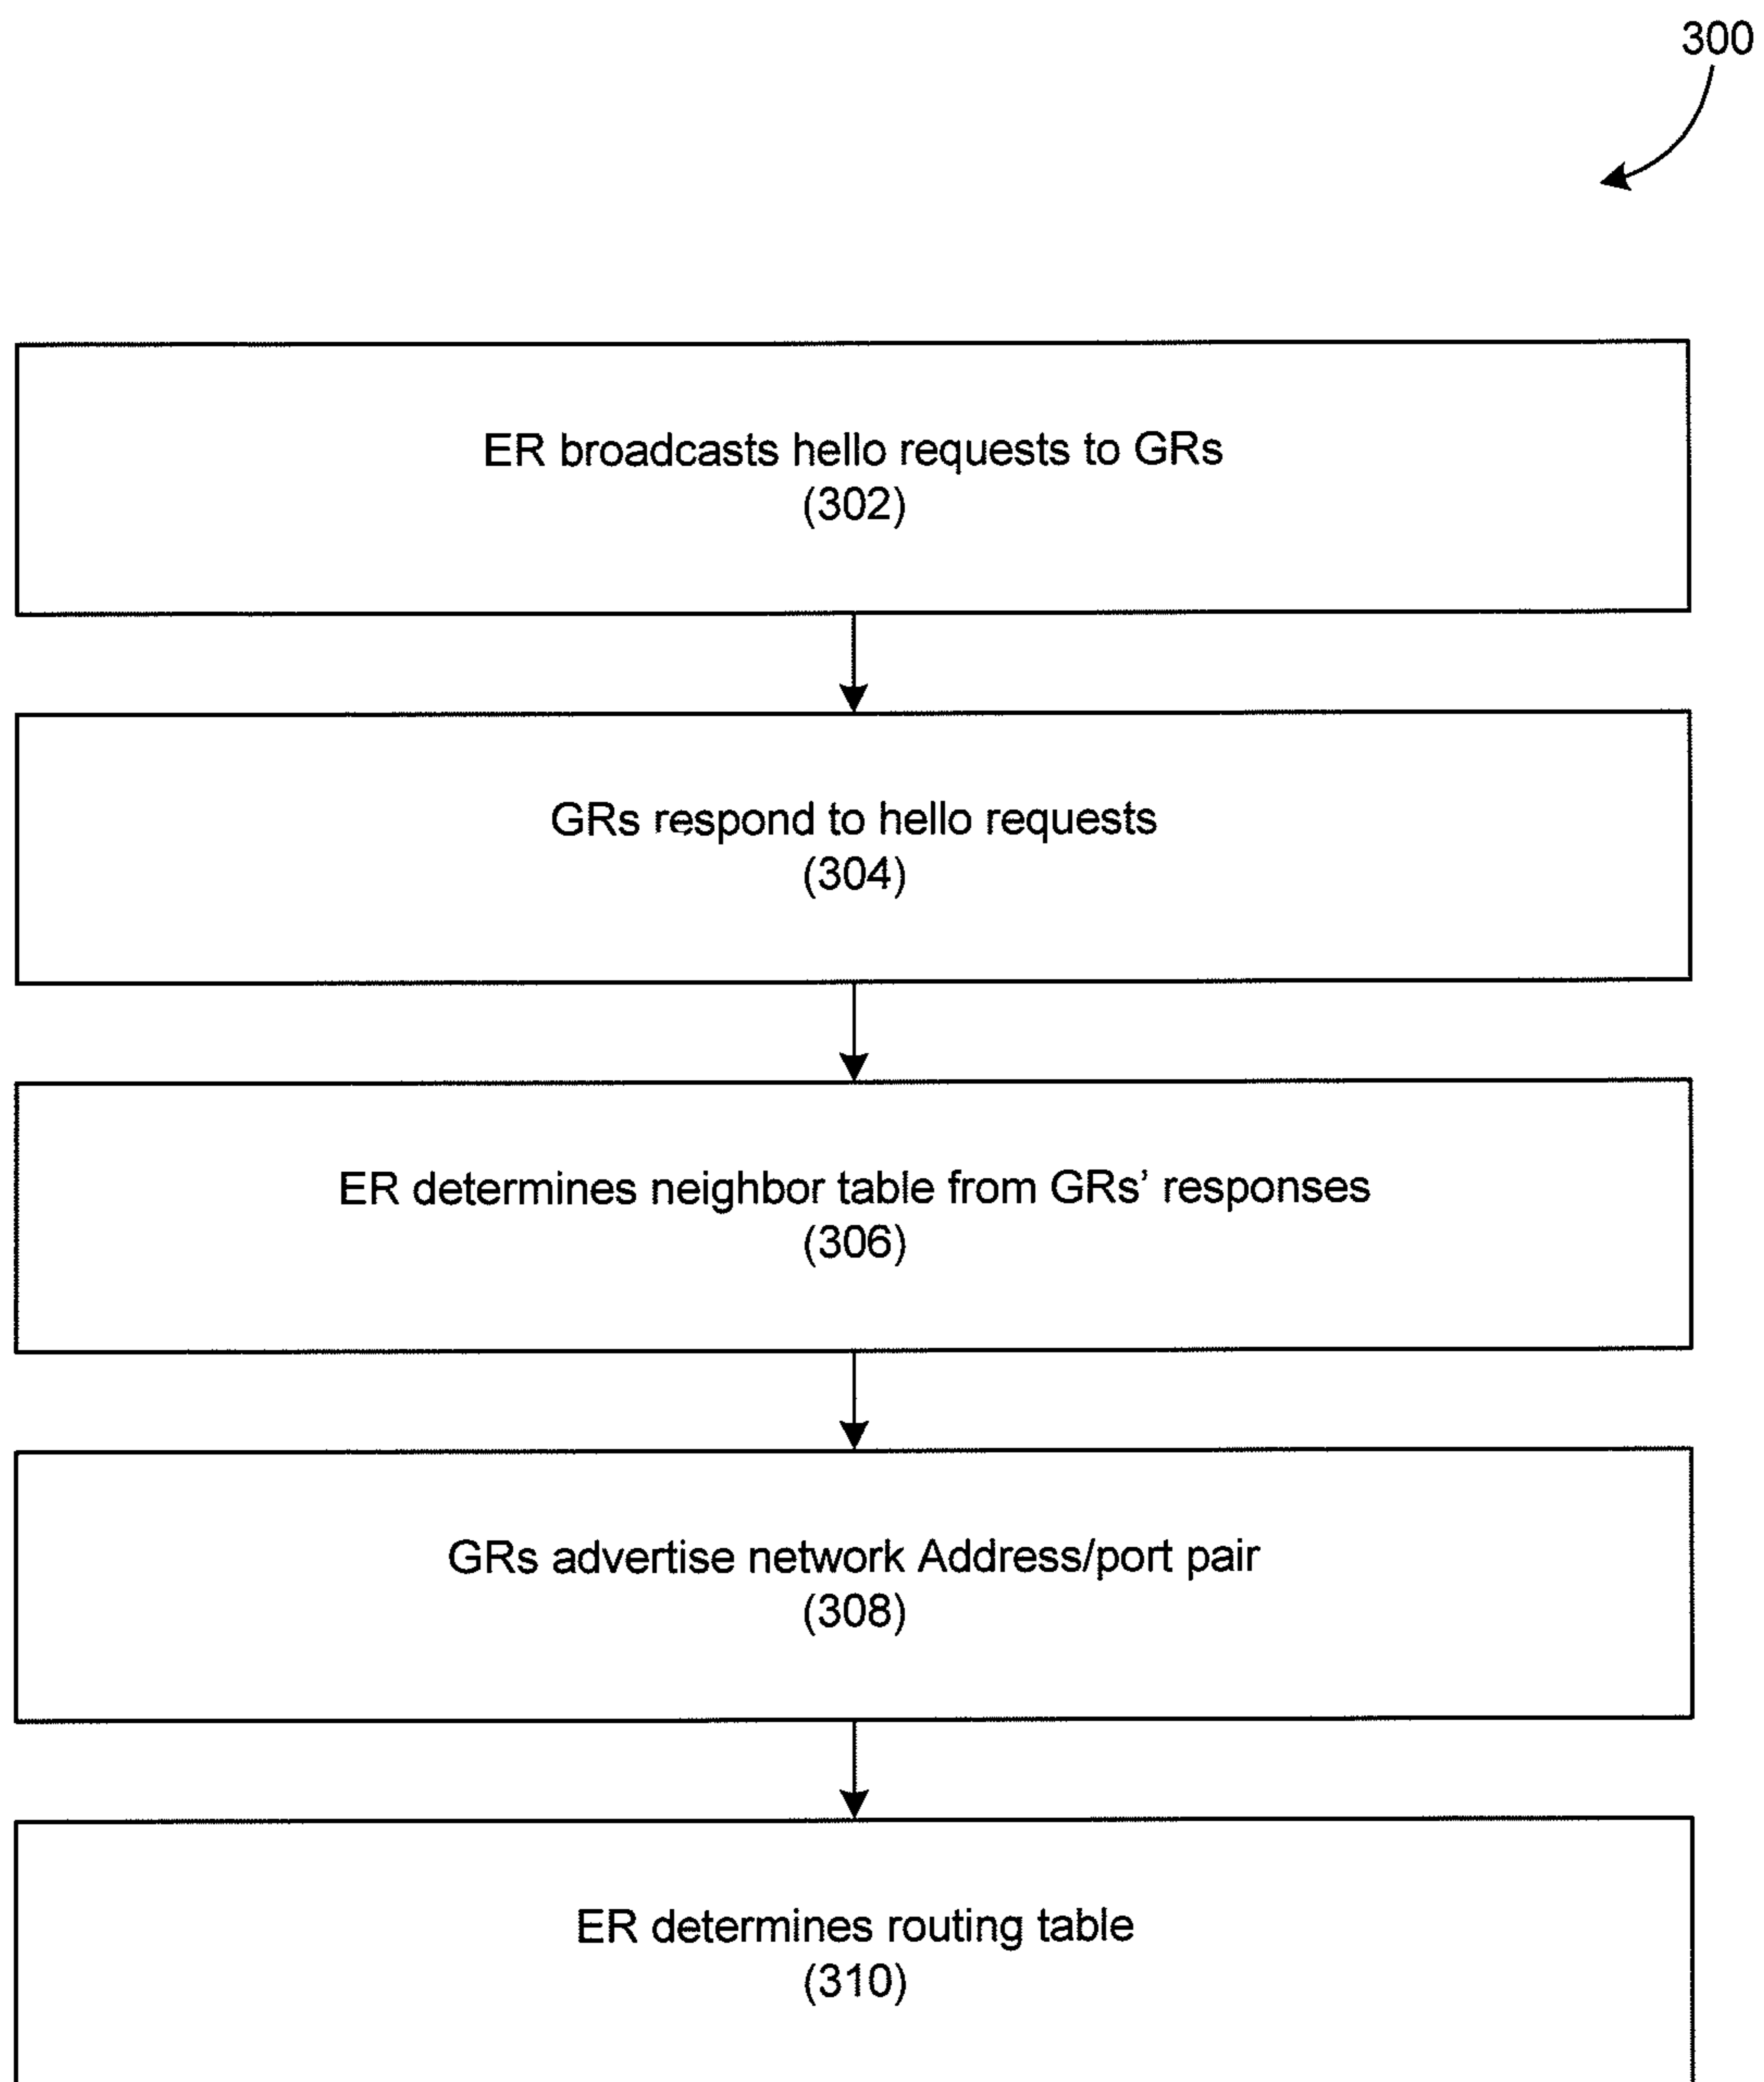 300
ER broadcasts hello requests to GRs
(302)
GRs respond to hello requests
(304)
ER determines neighbor table from GRs’ responses
(306)
GRs advertise network Address/port pair
(308)
ER determines routing table
(310)